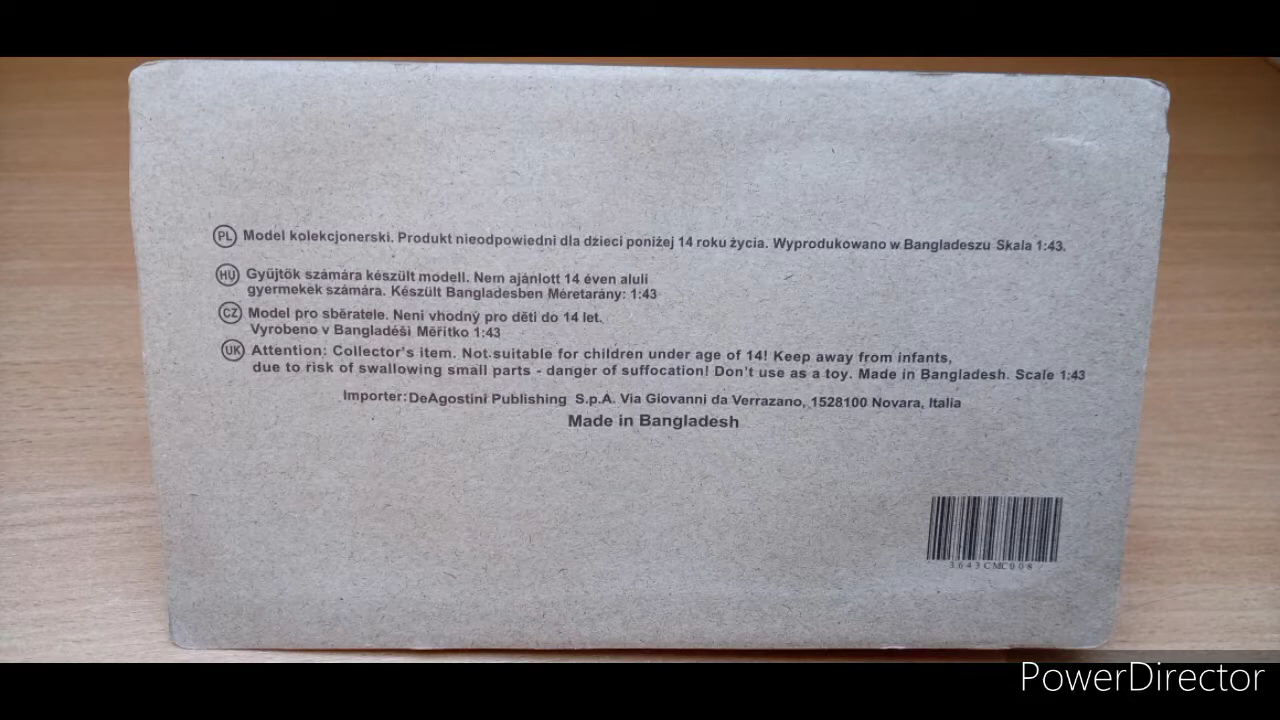 PL Model kolekcjonerski. Produkt nieodpowiedni dla dzieci poniżej 14 roku życia. Wyprodukowano w Bangladeszu Skala 1:43.
HU Gyűjtök számára készült modell. Nem ajánlott 14 éven aluli
gyermekek számára. Készült Bangladesben Méretarány: 1:43
CZ Model pro sběratele. Není vhodný pro děti do 14 let.
Vyrobeno v Bangladéši Měřítko 1:43
UK Attention: Collector's item. Not suitable for children under age of 14! Keep away from infants,
due to risk of swallowing small parts - danger of suffocation! Don't use as a toy. Made in Bangladesh. Scale 1:43
Importer: DeAgostini Publishing S.p.A. Via Giovanni da Verrazano, 1528100 Novara, Italia
Made in Bangladesh
3643CMC008
PowerDirector